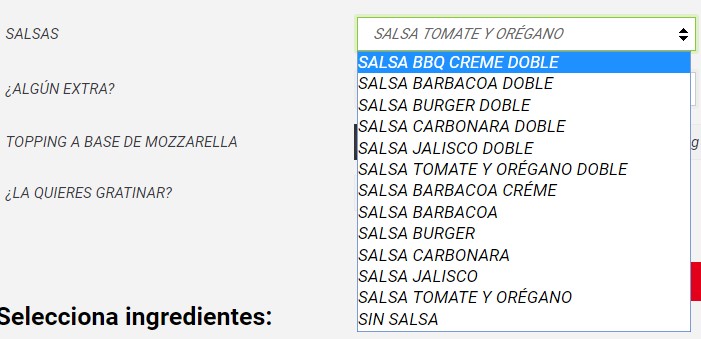 SALSAS
SALSA TOMATE Y ORÉGANO
SALSA BBQ CREME DOBLE
SALSA BARBACOA DOBLE
¿ALGÚN EXTRA?
SALSA BURGER DOBLE
SALSA CARBONARA DOBLE
TOPPING A BASE DE MOZZARELLA
SALSA JALISCO DOBLE
SALSA TOMATE Y ORÉGANO DOBLE
¿LA QUIERES GRATINAR?
SALSA BARBACOA CRÉME
SALSA BARBACOA
SALSA BURGER
SALSA CARBONARA
SALSA JALISCO
SALSA TOMATE Y ORÉGANO
SIN SALSA
Selecciona ingredientes: